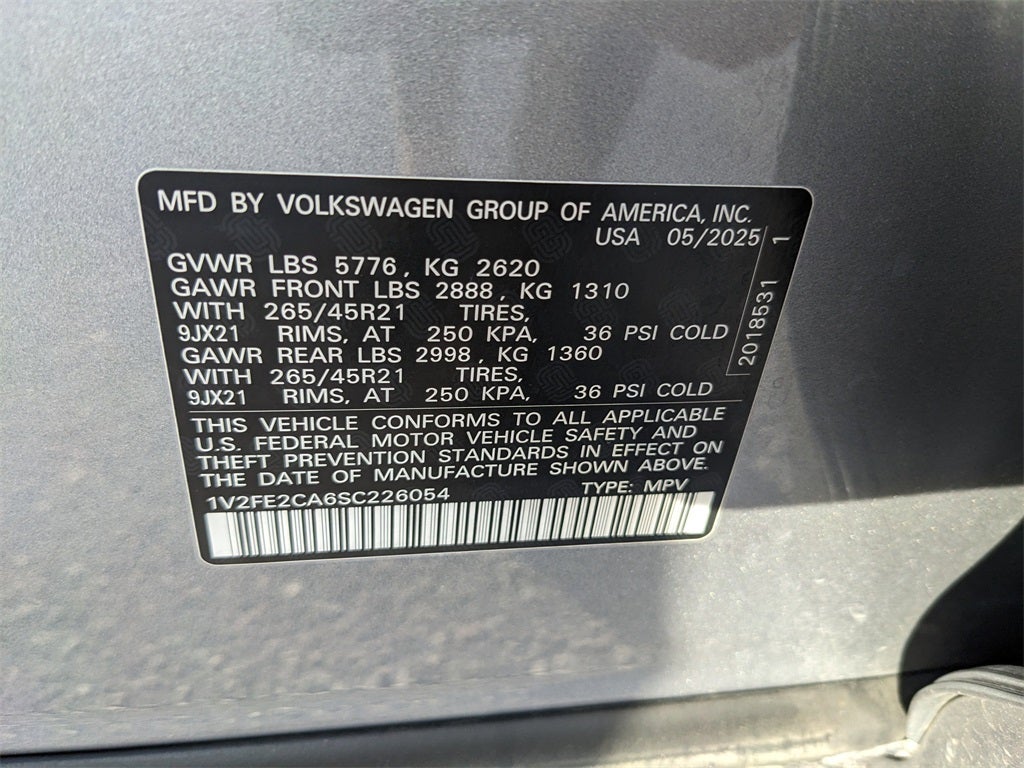 MFD BY VOLKSWAGEN GROUP OF AMERICA, INC.
USA 05/2025
GVWR LBS 5776, KG 2620
GAWR FRONT LBS 2888, KG 1310
WITH 265/45R21 TIRES,
9JX21 RIMS, AT 250 KPA, 36 PSI COLD
GAWR REAR LBS 2998, KG 1360
WITH 265/45R21 TIRES,
9JX21 RIMS, AT 250 KPA, 36 PSI COLD
THIS VEHICLE CONFORMS TO ALL APPLICABLE
U.S. FEDERAL MOTOR VEHICLE SAFETY AND
THEFT PREVENTION STANDARDS IN EFFECT ON
THE DATE OF MANUFACTURE SHOWN ABOVE.
1V2FE2CA6SC226054 TYPE: MPV
2018531 1